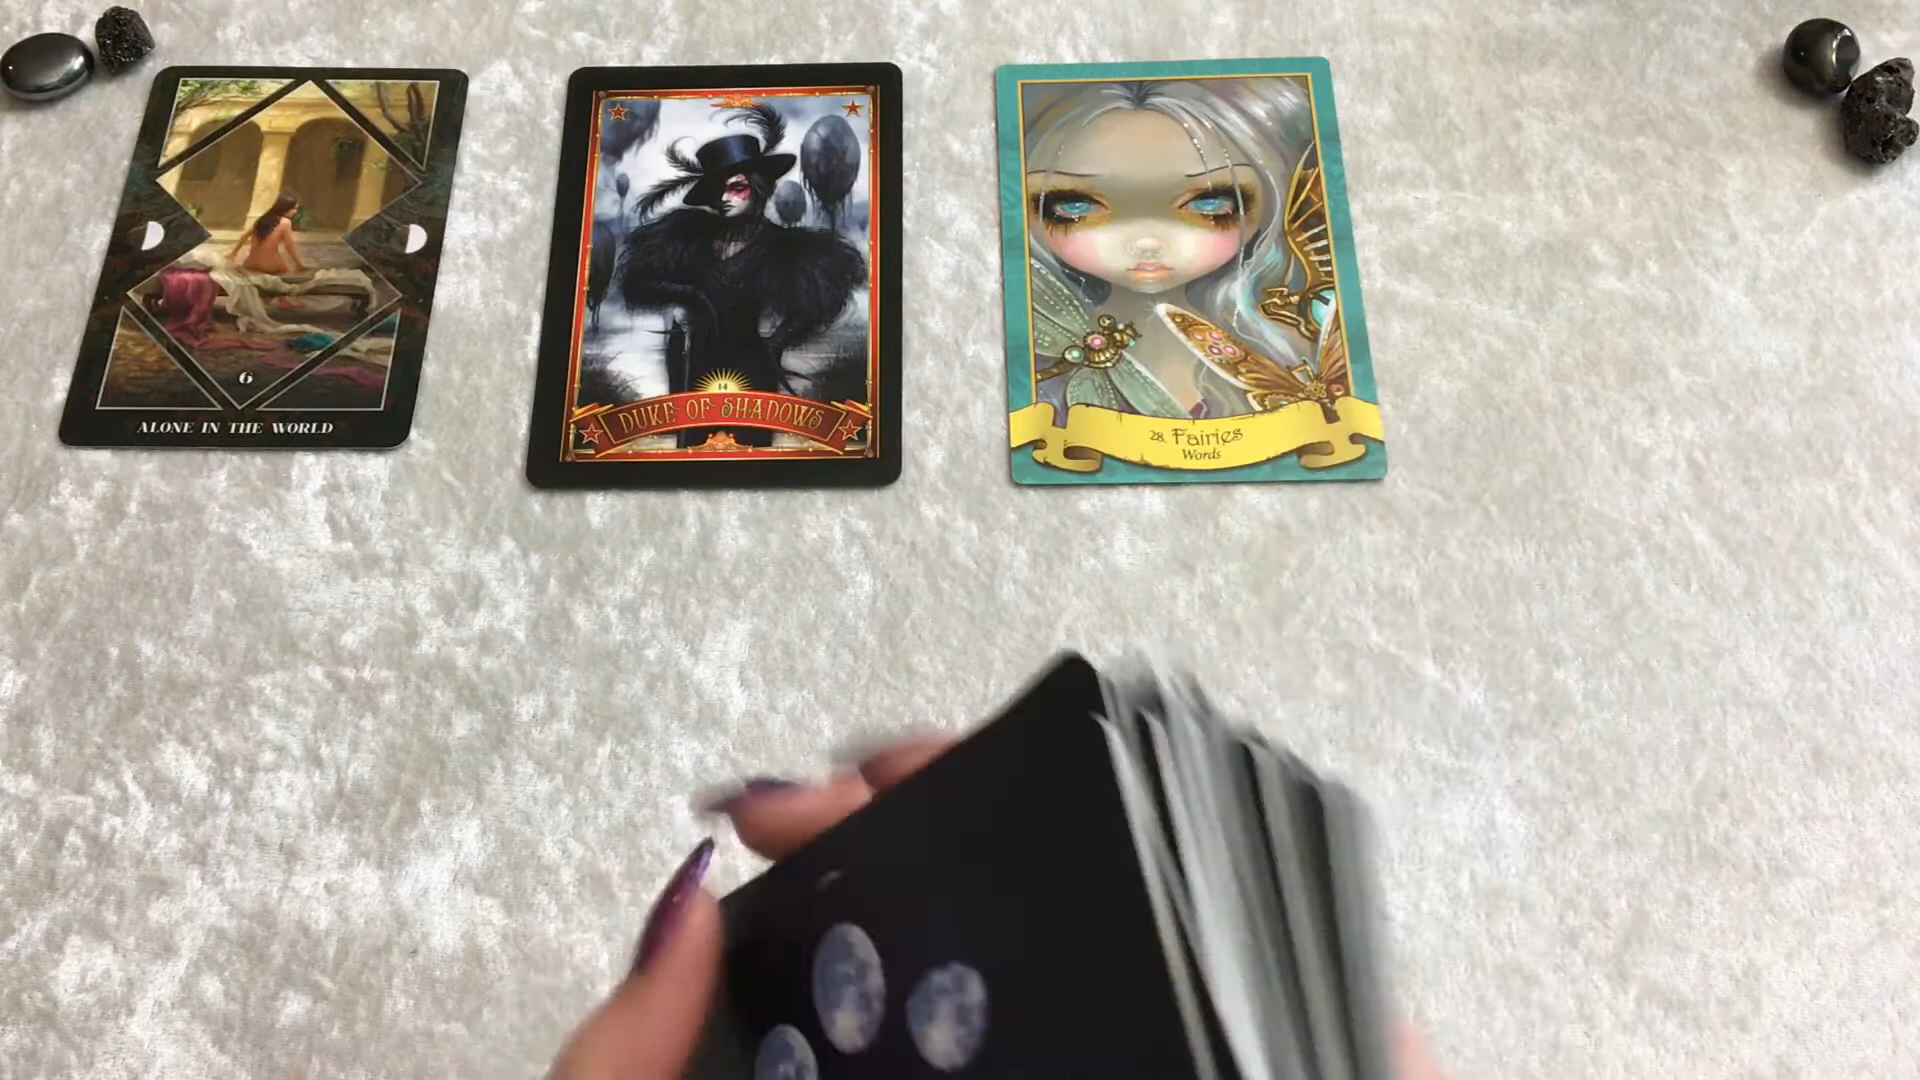 6
ALONE IN THE WORLD
14
DUKE OF SHADOWS
28. Fairies
Words